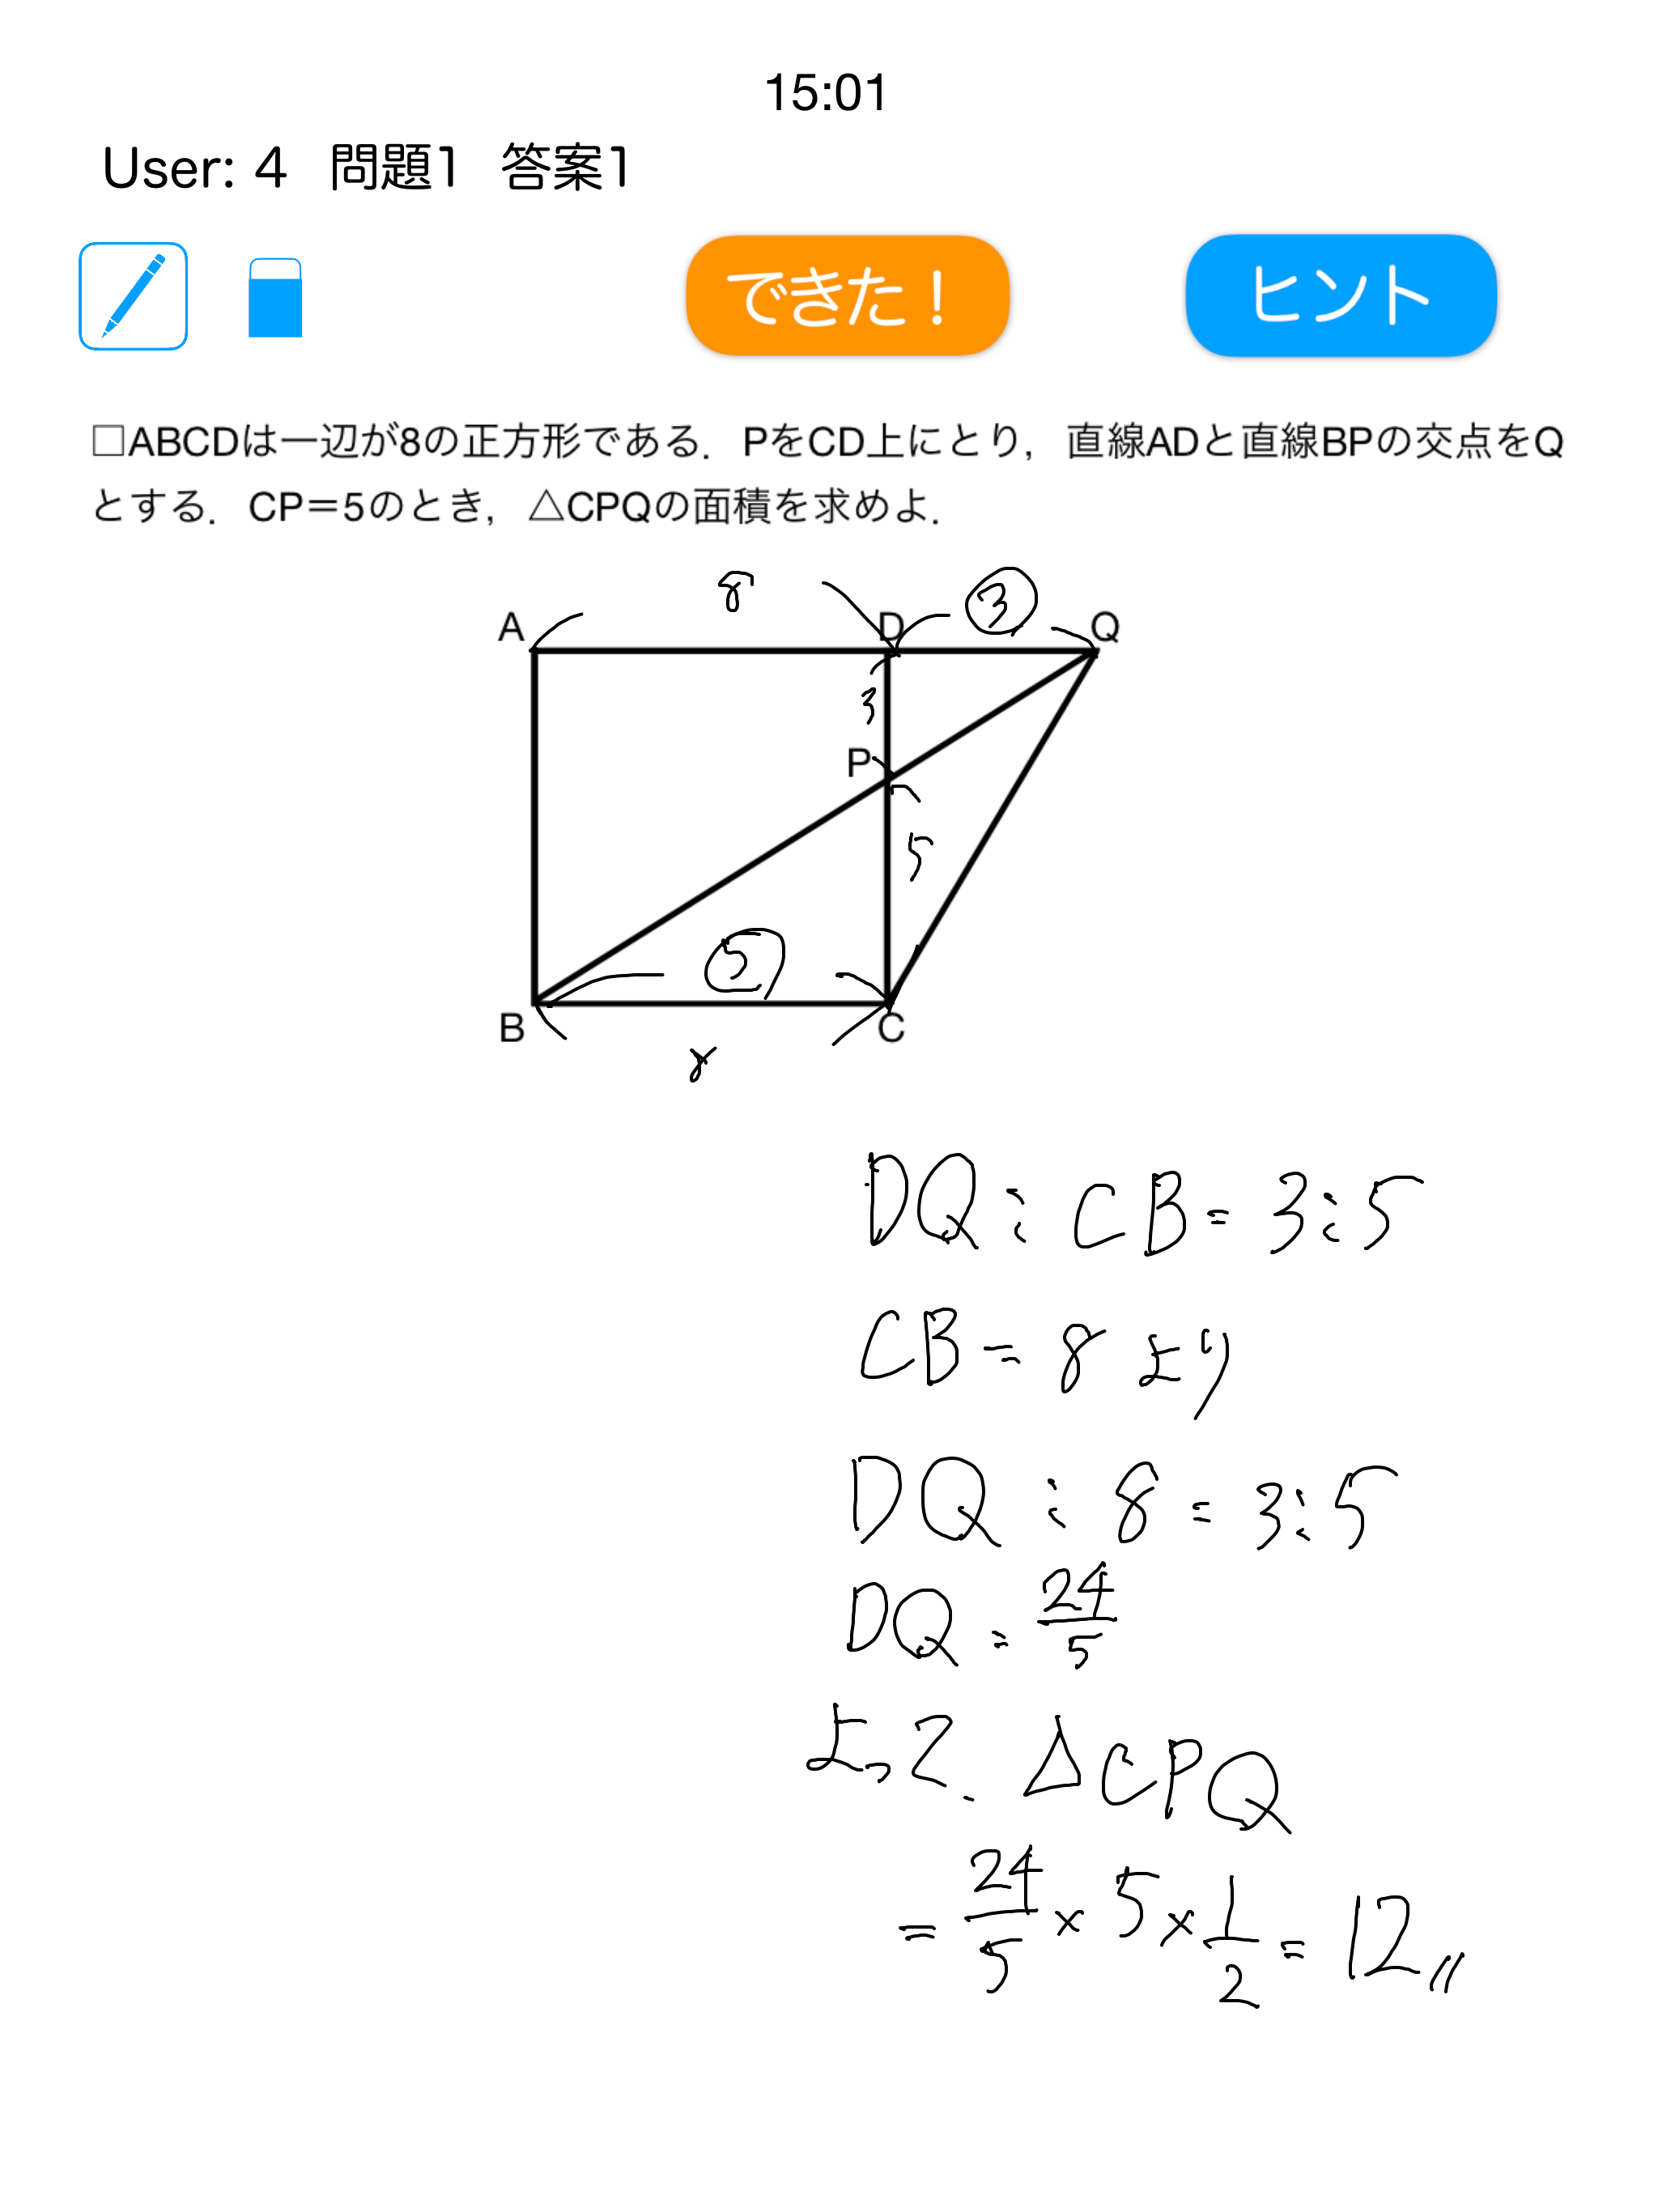 15:01
User: 4 問題1 答案1
できた！ ヒント
□ABCDは一辺が8の正方形である．PをCD上にとり，直線ADと直線BPの交点をQ
とする．CP＝5のとき，△CPQの面積を求めよ．
8 ③
A D Q
3
P
5
⑤
B C
8
DQ : CB = 3 : 5
CB = 8 より
DQ : 8 = 3 : 5
DQ = 24/5
よって、△CPQ
= 24/5 × 5 × 1/2 = 12〃